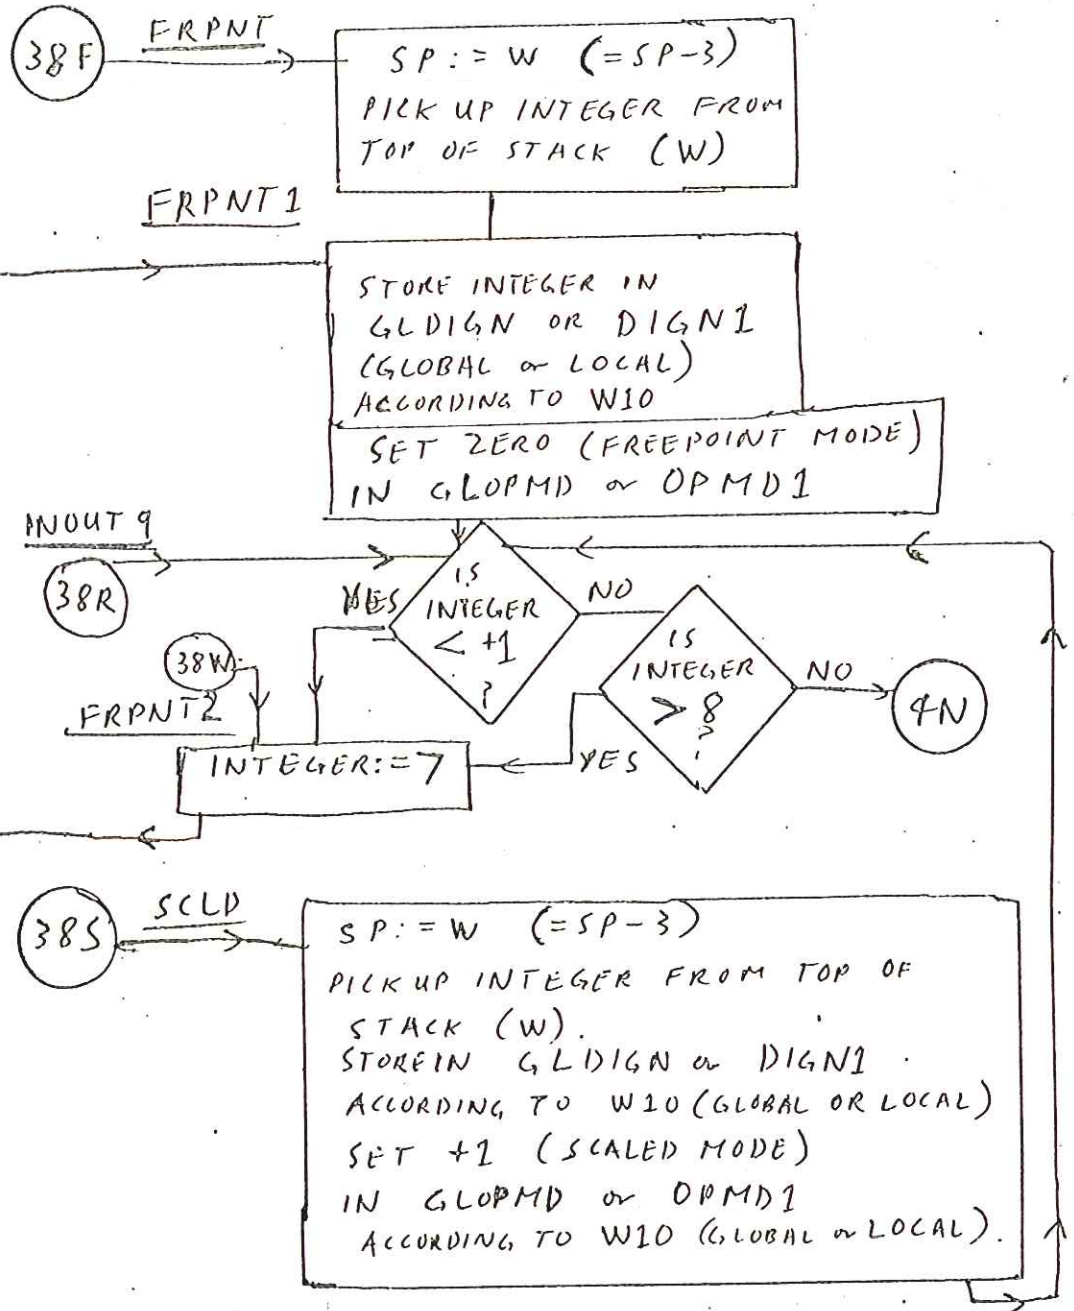 38F
FRPNT
SP:=W (=SP-3)
PICK UP INTEGER FROM
TOP OF STACK (W)
FRPNT1
STORE INTEGER IN
GLDIGN OR DIGN1
(GLOBAL or LOCAL)
ACCORDING TO W10
SET ZERO (FREEPOINT MODE)
IN GLOPMD or OPMD1
INOUT9
38R
IS
INTEGER
< +1
?
YES
NO
IS
INTEGER
> 8
?
NO
4N
YES
38W
FRPNT2
INTEGER:=7
38S
SCLD
SP:=W (=SP-3)
PICK UP INTEGER FROM TOP OF
STACK (W).
STORE IN GLDIGN or DIGN1
ACCORDING TO W10 (GLOBAL OR LOCAL)
SET +1 (SCALED MODE)
IN GLOPMD or OPMD1
ACCORDING TO W10 (GLOBAL or LOCAL).